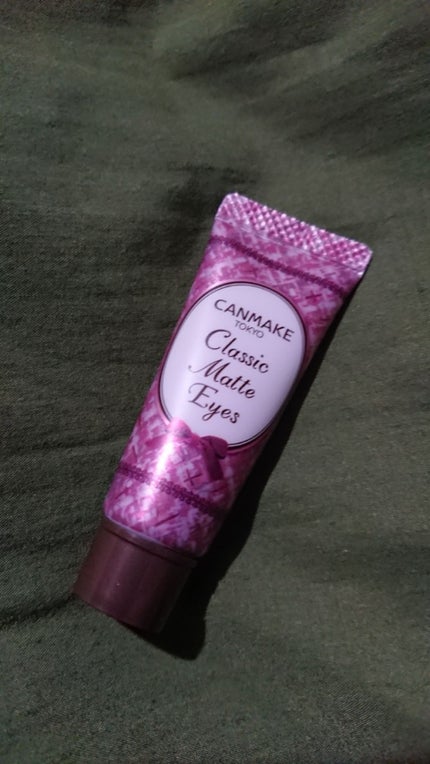 CANMAKE
TOKYO
Classic
Matte
Eyes